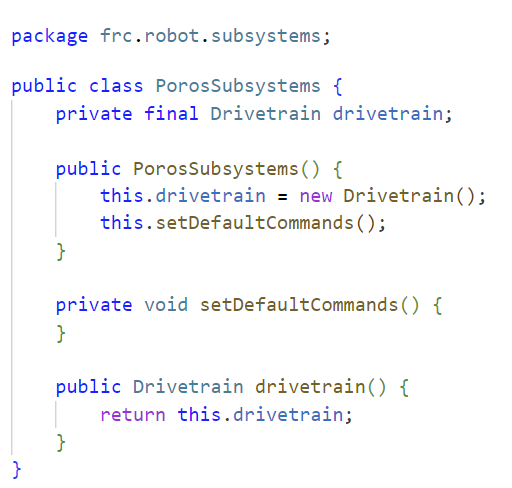 package frc.robot.subsystems;
public class PorosSubsystems {
    private final Drivetrain drivetrain;
    public PorosSubsystems() {
        this.drivetrain = new Drivetrain();
        this.setDefaultCommands();
    }
    private void setDefaultCommands() {
    }
    public Drivetrain drivetrain() {
        return this.drivetrain;
    }
}